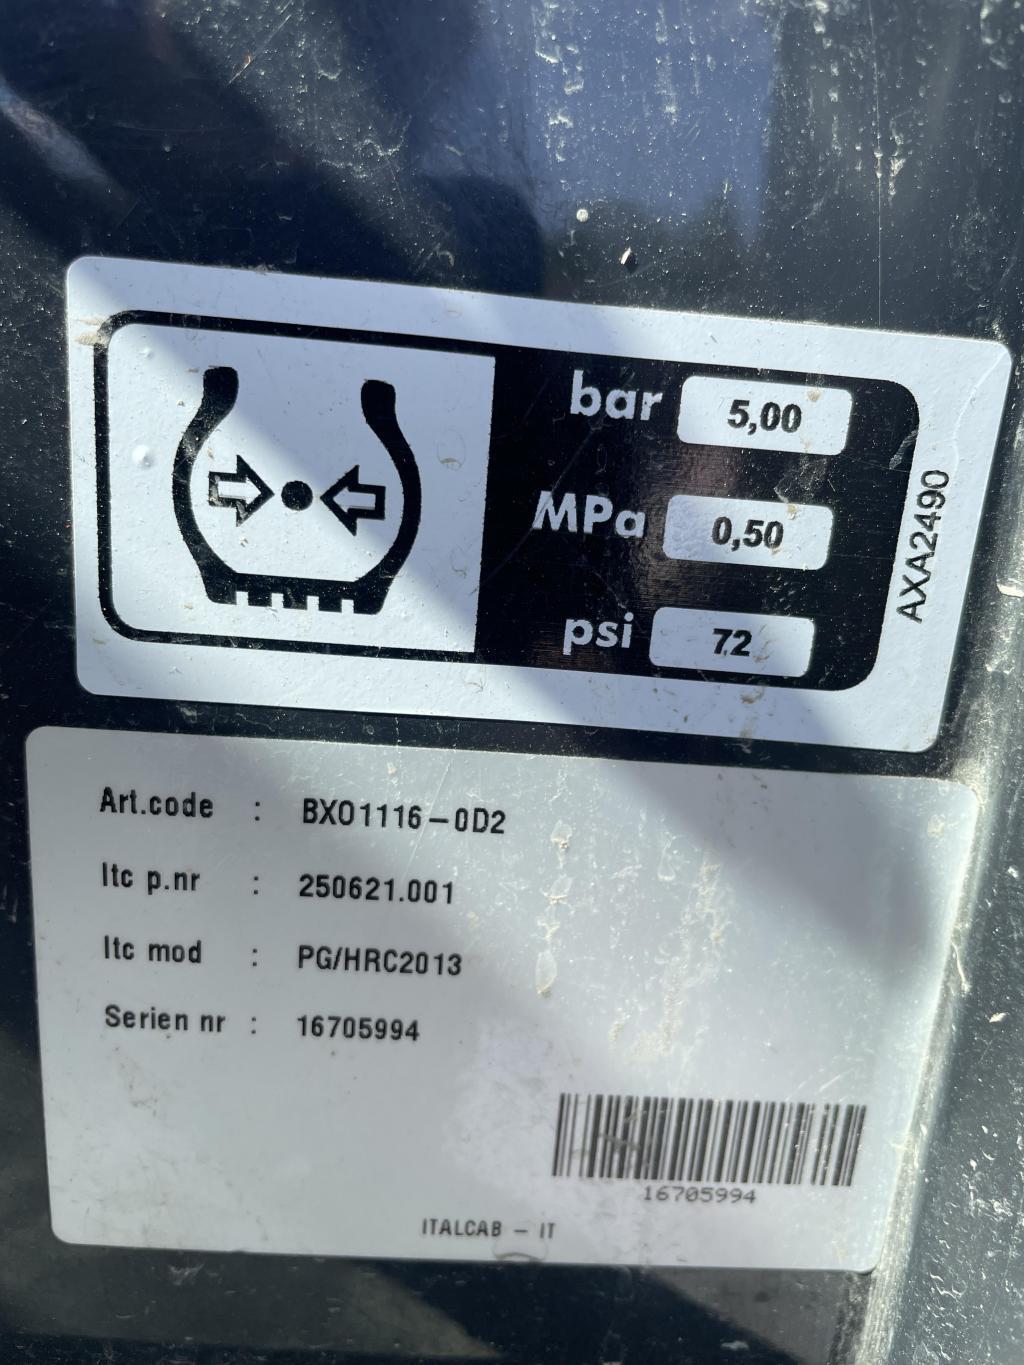 bar 5,00
MPa 0,50
psi 72
AXA2490
Art.code : BXO1116-0D2
Itc p.nr : 250621.001
Itc mod : PG/HRC2013
Serien nr : 16705994
16705994
ITALCAB - IT